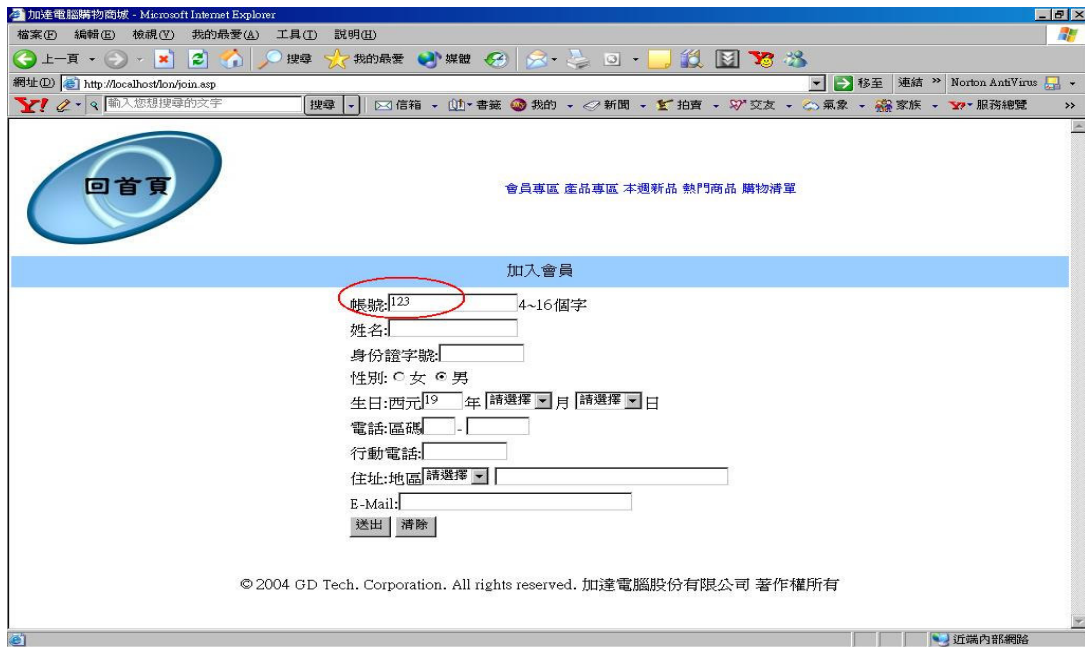 加達電腦購物商城 - Microsoft Internet Explorer
檔案(F) 編輯(E) 檢視(V) 我的最愛(A) 工具(T) 說明(H)
上一頁 搜尋 我的最愛 媒體
網址(D) http://localhost/lon/join.asp 移至 連結 » Norton AntiVirus
Y! 輸入您想搜尋的文字 搜尋 信箱 書籤 我的 新聞 拍賣 交友 氣象 家族 服務總覽 »
回首頁
會員專區 產品專區 本週新品 熱門商品 購物清單
加入會員
帳號:123 4~16個字
姓名:
身份證字號:
性別: 女 男
生日:西元19 年 請選擇 月 請選擇 日
電話:區碼 -
行動電話:
住址:地區 請選擇
E-Mail:
送出 清除
© 2004 GD Tech. Corporation. All rights reserved. 加達電腦股份有限公司 著作權所有
近端內部網路